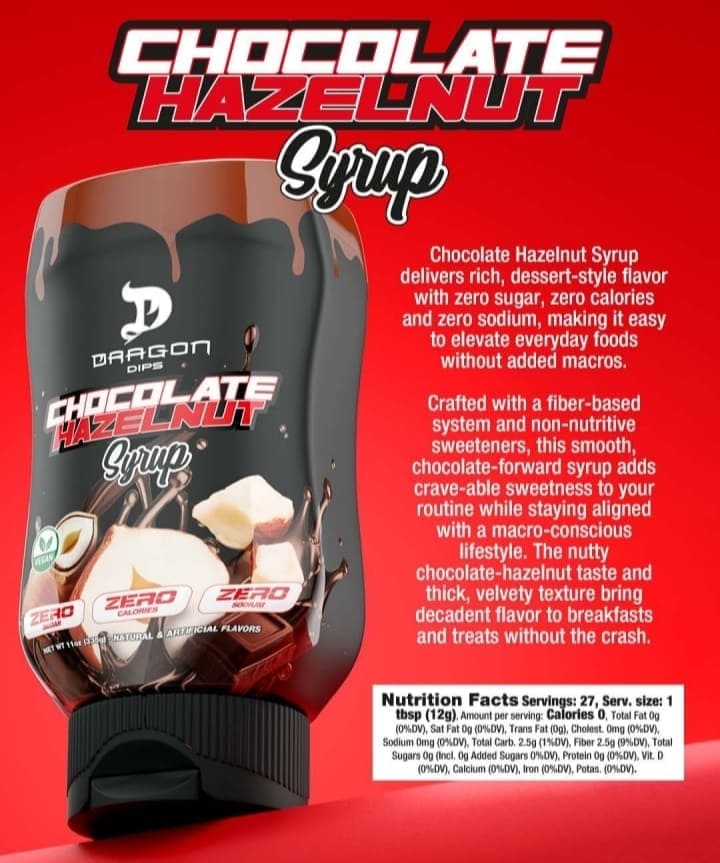 CHOCOLATE
HAZELNUT
Syrup
Chocolate Hazelnut Syrup
delivers rich, dessert-style flavor
with zero sugar, zero calories
and zero sodium, making it easy
to elevate everyday foods
without added macros.
Crafted with a fiber-based
system and non-nutritive
sweeteners, this smooth,
chocolate-forward syrup adds
crave-able sweetness to your
routine while staying aligned
with a macro-conscious
lifestyle. The nutty
chocolate-hazelnut taste and
thick, velvety texture bring
decadent flavor to breakfasts
and treats without the crash.
DRAGON
DIPS
CHOCOLATE
HAZELNUT
Syrup
VEGAN
ZERO
SUGAR
ZERO
CALORIES
ZERO
SODIUM
NET WT 11oz (335g) NATURAL & ARTIFICIAL FLAVORS
Nutrition Facts Servings: 27, Serv. size: 1
tbsp (12g), Amount per serving: Calories 0, Total Fat 0g
(0%DV), Sat Fat 0g (0%DV), Trans Fat (0g), Cholest. 0mg (0%DV),
Sodium 0mg (0%DV), Total Carb. 2.5g (1%DV), Fiber 2.5g (9%DV), Total
Sugars 0g (Incl. 0g Added Sugars 0%DV), Protein 0g (0%DV), Vit. D
(0%DV), Calcium (0%DV), Iron (0%DV), Potas. (0%DV).